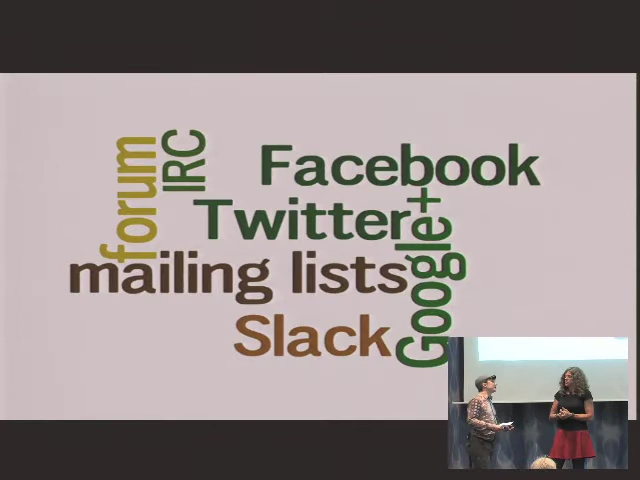 forum
IRC
Facebook
Twitter
Google+
mailing lists
Slack